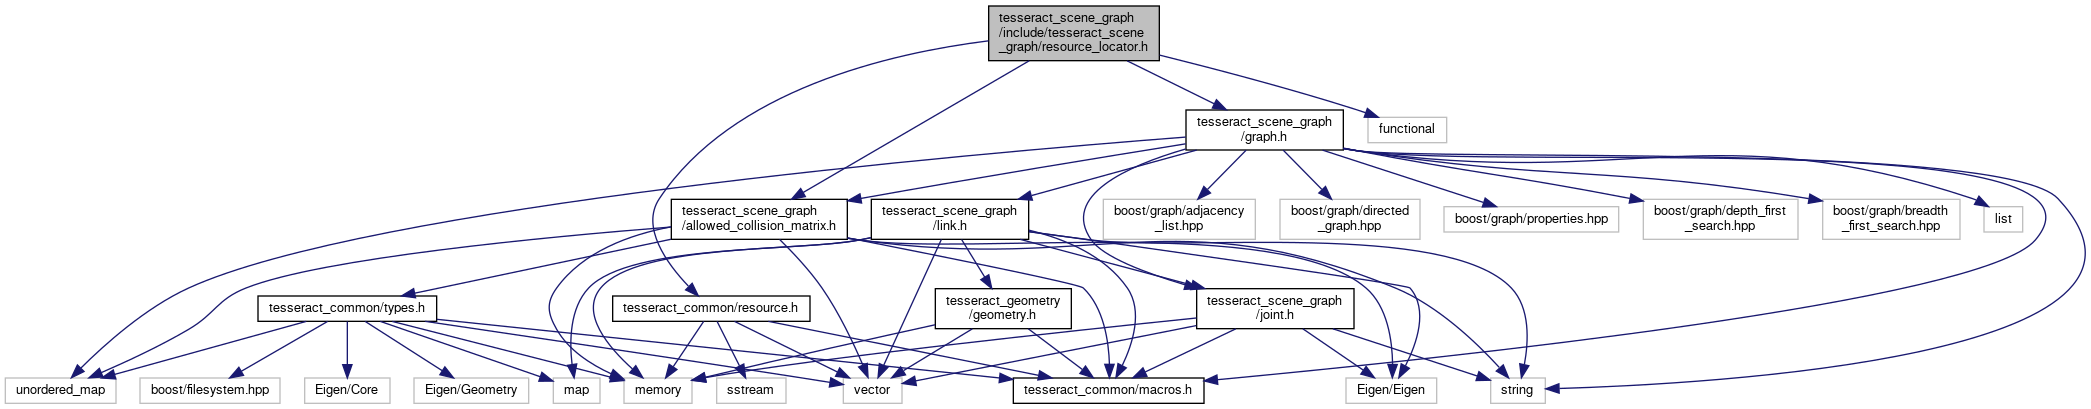 tesseract_scene_graph
/include/tesseract_scene
_graph/resource_locator.h
tesseract_scene_graph
/graph.h
functional
tesseract_scene_graph
/allowed_collision_matrix.h
tesseract_scene_graph
/link.h
boost/graph/adjacency
_list.hpp
boost/graph/directed
_graph.hpp
boost/graph/properties.hpp
boost/graph/depth_first
_search.hpp
boost/graph/breadth
_first_search.hpp
list
tesseract_common/types.h
tesseract_common/resource.h
tesseract_geometry
/geometry.h
tesseract_scene_graph
/joint.h
unordered_map
boost/filesystem.hpp
Eigen/Core
Eigen/Geometry
map
memory
sstream
vector
tesseract_common/macros.h
Eigen/Eigen
string